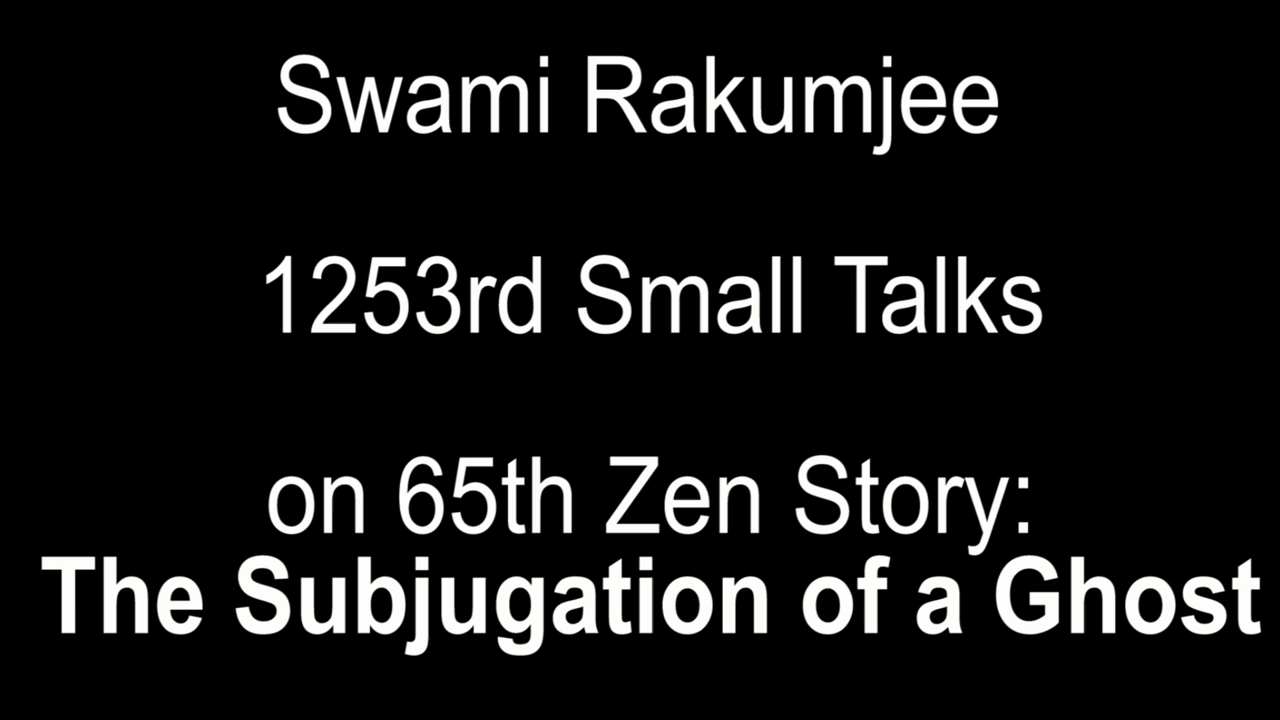 Swami Rakumjee
1253rd Small Talks
on 65th Zen Story:
The Subjugation of a Ghost